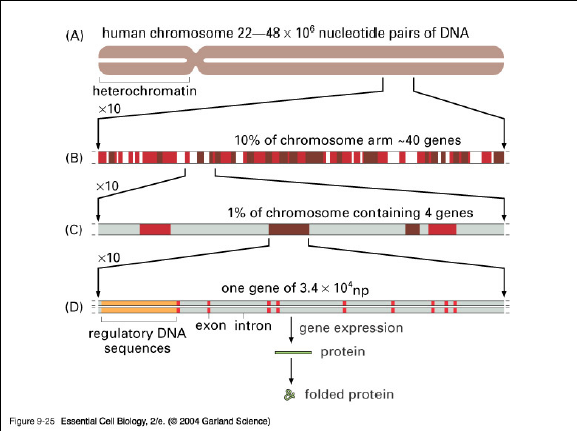 (A) human chromosome 22—48 × 10⁶ nucleotide pairs of DNA
heterochromatin
×10
10% of chromosome arm ~40 genes
(B)
×10
1% of chromosome containing 4 genes
(C)
×10
one gene of 3.4 × 10⁴ np
(D)
regulatory DNA
sequences
exon intron
gene expression
protein
folded protein
Figure 9-25 Essential Cell Biology, 2/e. (© 2004 Garland Science)